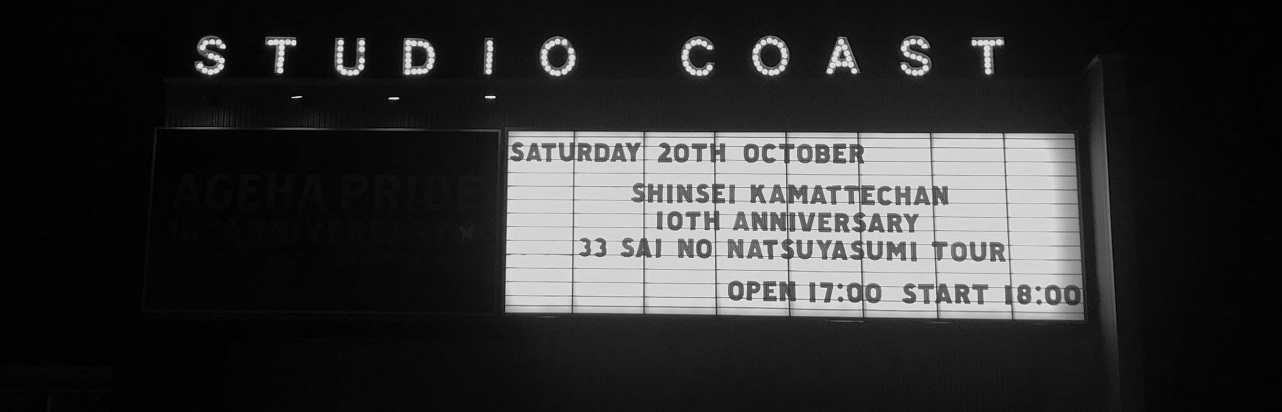 STUDIO COAST
AGEHA PRIDE
SATURDAY 20TH OCTOBER
SHINSEI KAMATTECHAN
10TH ANNIVERSARY
33 SAI NO NATSUYASUMI TOUR
OPEN 17:00 START 18:00